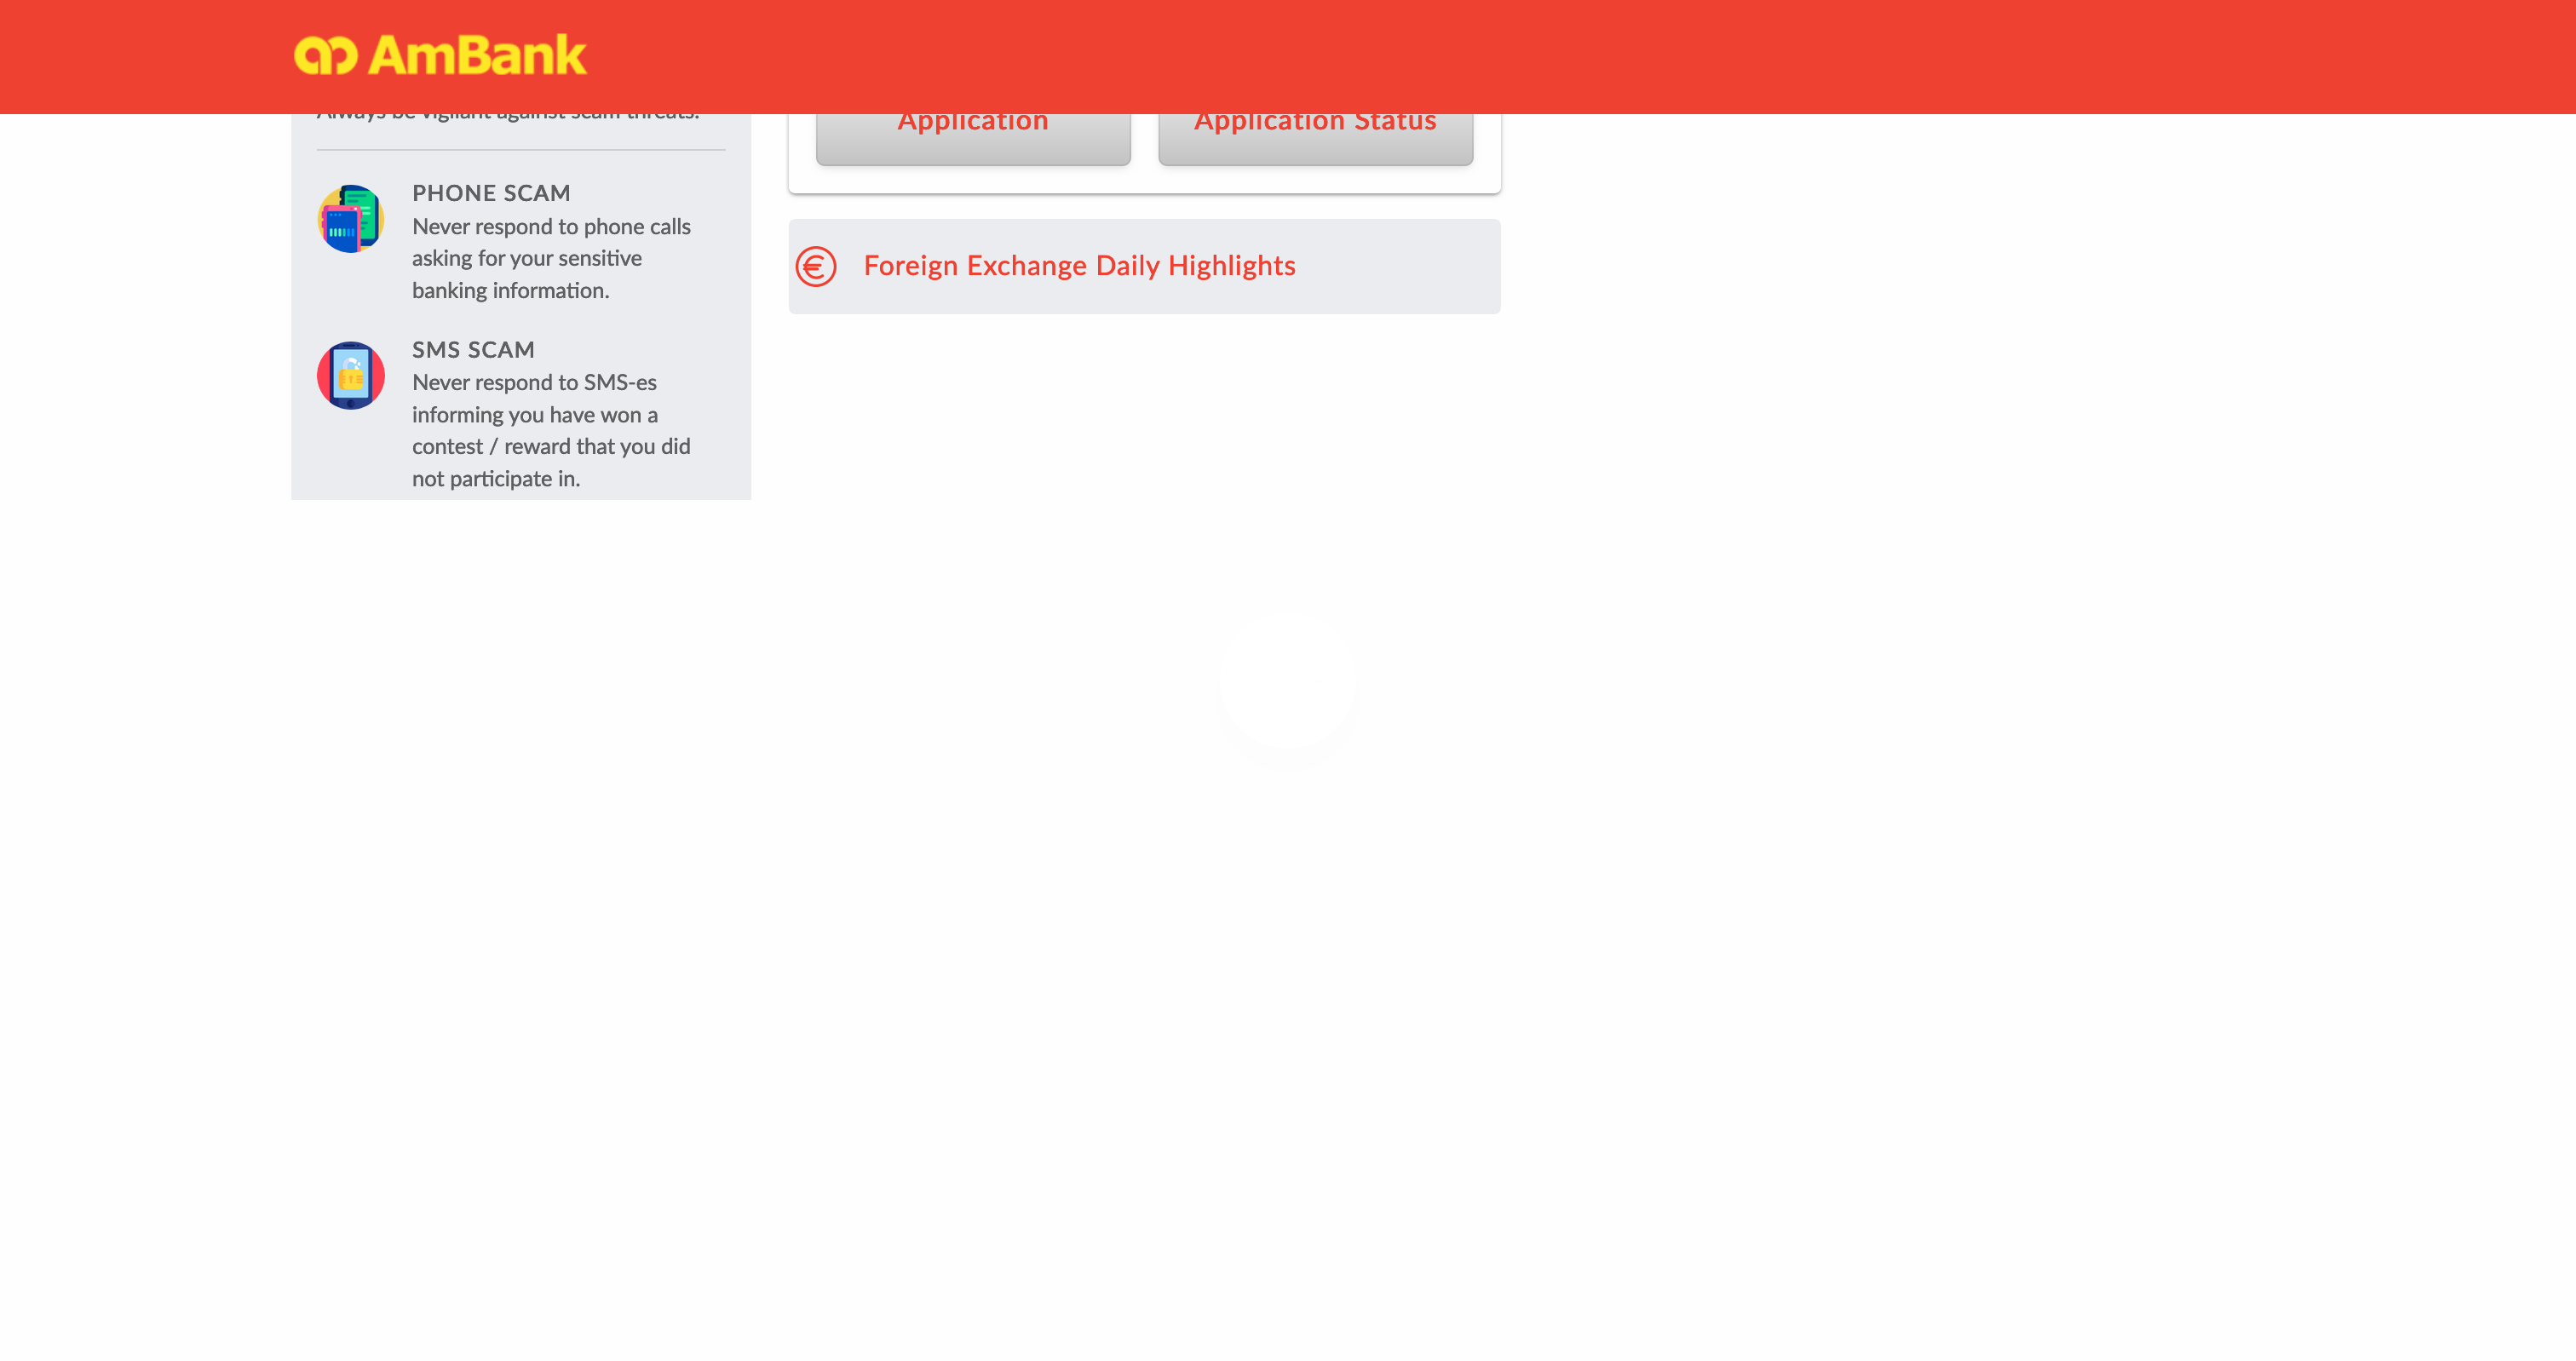 AmBank
Always be vigilant against scam threats.
PHONE SCAM
Never respond to phone calls
asking for your sensitive
banking information.
SMS SCAM
Never respond to SMS-es
informing you have won a
contest / reward that you did
not participate in.
Application
Application Status
Foreign Exchange Daily Highlights